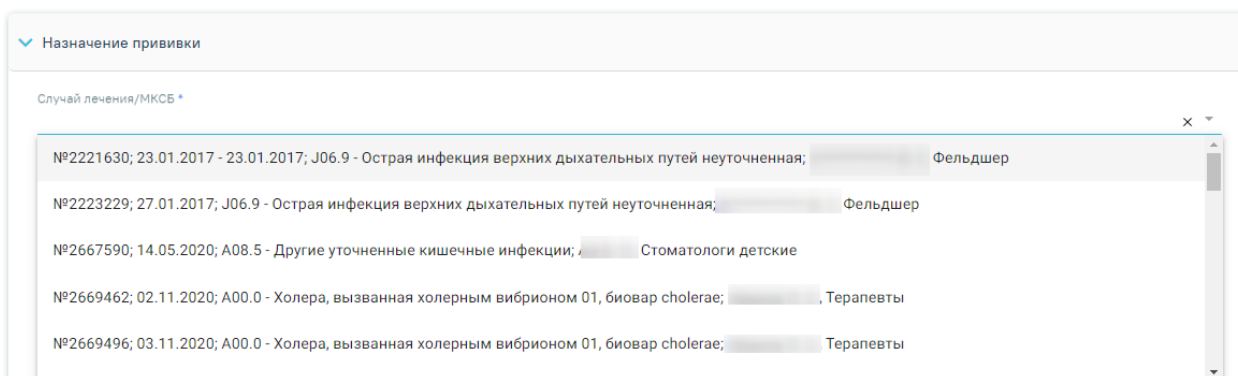 Назначение прививки
Случай лечения/МКСБ *
№2221630; 23.01.2017 - 23.01.2017; J06.9 - Острая инфекция верхних дыхательных путей неуточненная; Фельдшер
№2223229; 27.01.2017; J06.9 - Острая инфекция верхних дыхательных путей неуточненная; Фельдшер
№2667590; 14.05.2020; A08.5 - Другие уточненные кишечные инфекции; Стоматологи детские
№2669462; 02.11.2020; A00.0 - Холера, вызванная холерным вибрионом 01, биовар cholerae; , Терапевты
№2669496; 03.11.2020; A00.0 - Холера, вызванная холерным вибрионом 01, биовар cholerae; Терапевты